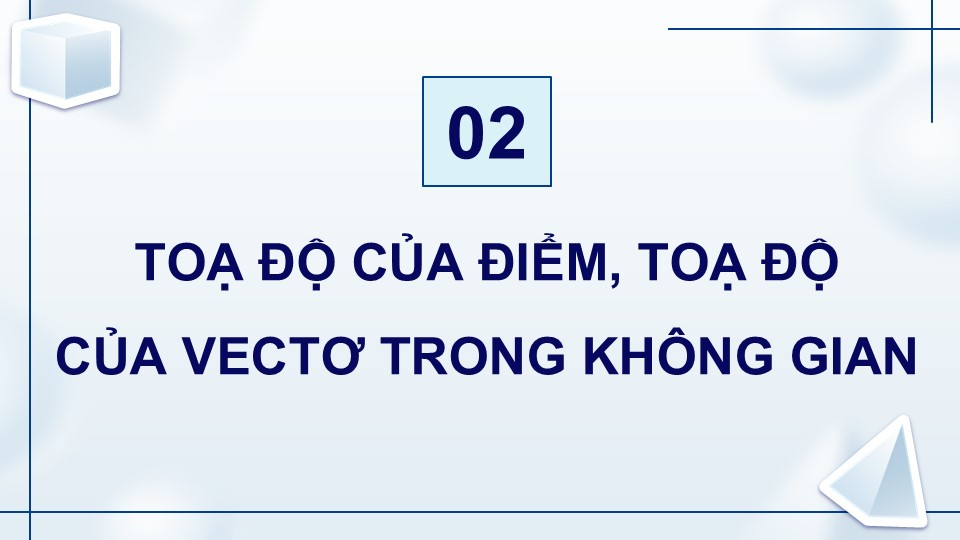 02
TOẠ ĐỘ CỦA ĐIỂM, TOẠ ĐỘ
CỦA VECTƠ TRONG KHÔNG GIAN